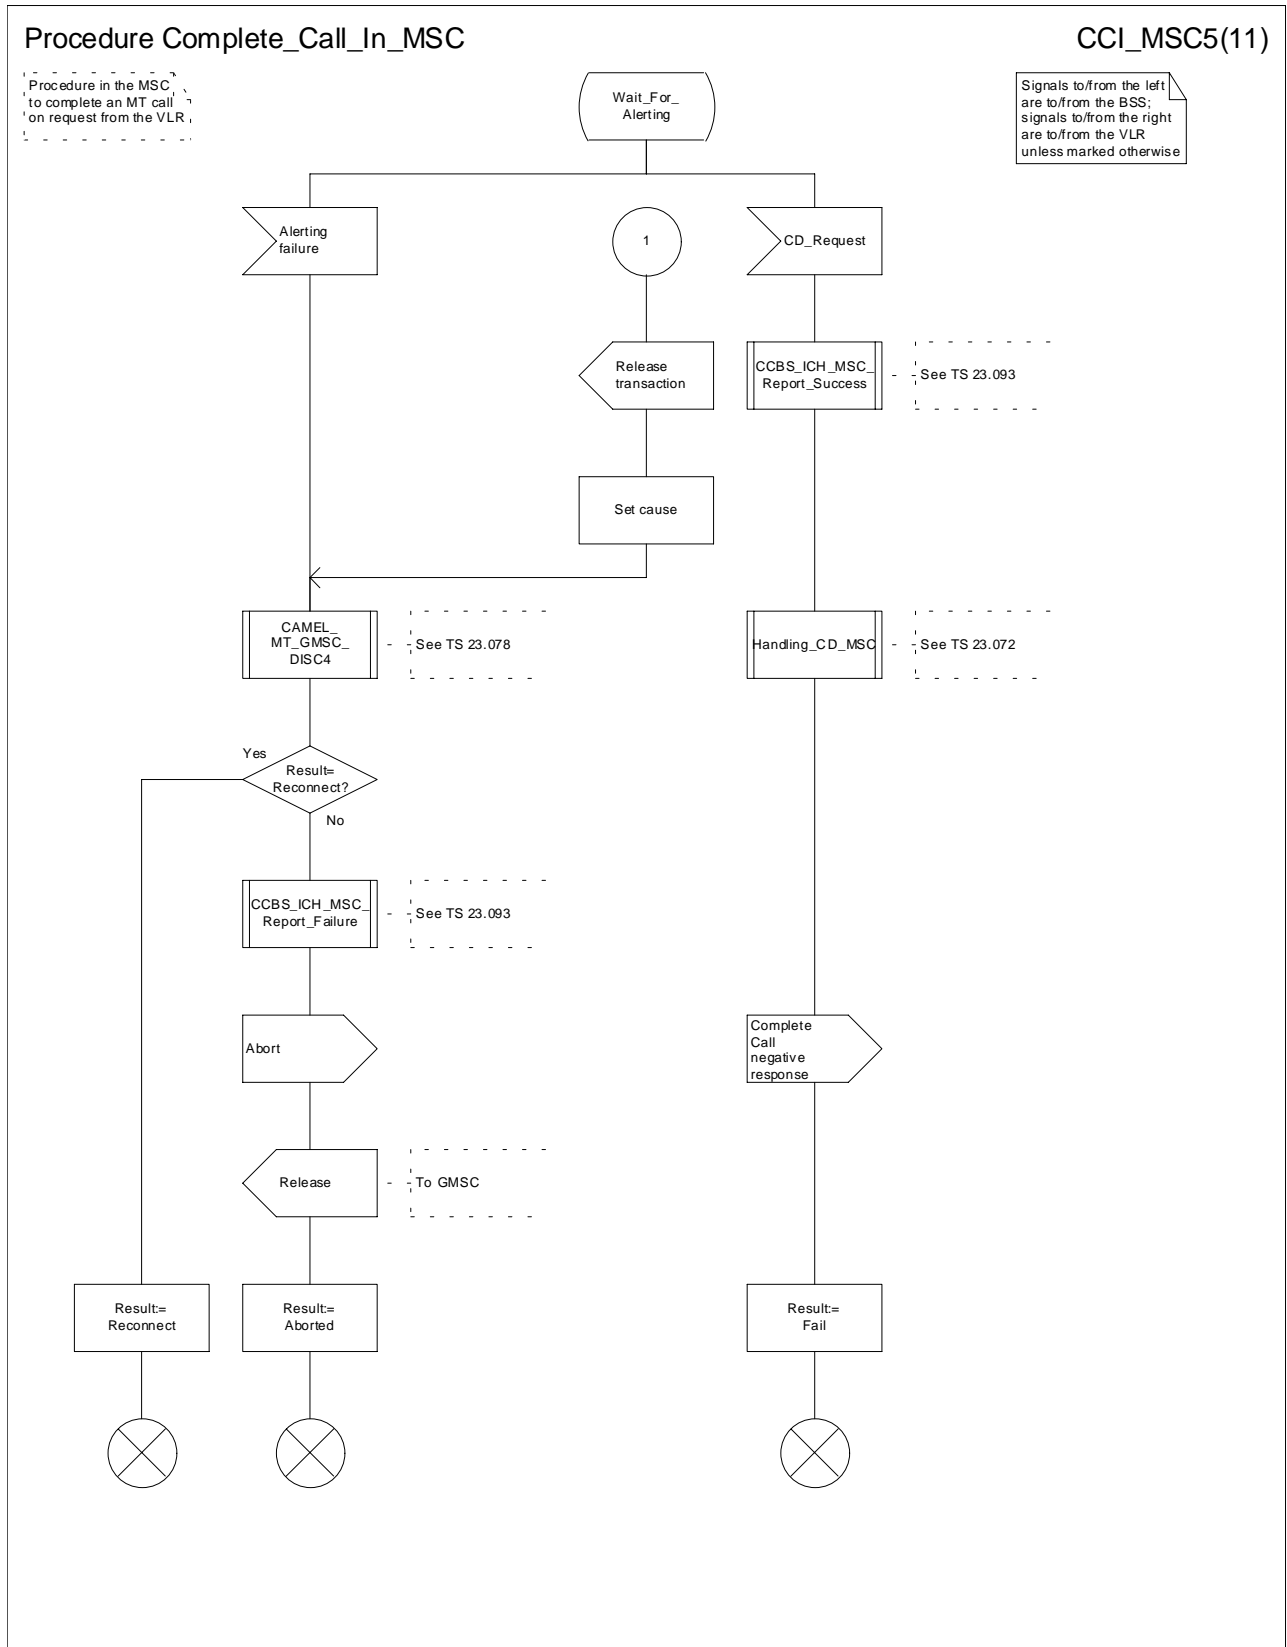 Procedure Complete_Call_In_MSC
CCI_MSC5(11)
Procedure in the MSC
to complete an MT call
on request from the VLR
Wait_For_
Alerting
Signals to/from the left
are to/from the BSS;
signals to/from the right
are to/from the VLR
unless marked otherwise
Alerting
failure
1
CD_Request
Release
transaction
CCBS_ICH_MSC_
Report_Success
See TS 23.093
Set cause
CAMEL_
MT_GMSC_
DISC4
See TS 23.078
Handling_CD_MSC
See TS 23.072
Yes
Result=
Reconnect?
No
CCBS_ICH_MSC_
Report_Failure
See TS 23.093
Abort
Complete
Call
negative
response
Release
To GMSC
Result:=
Reconnect
Result:=
Aborted
Result:=
Fail